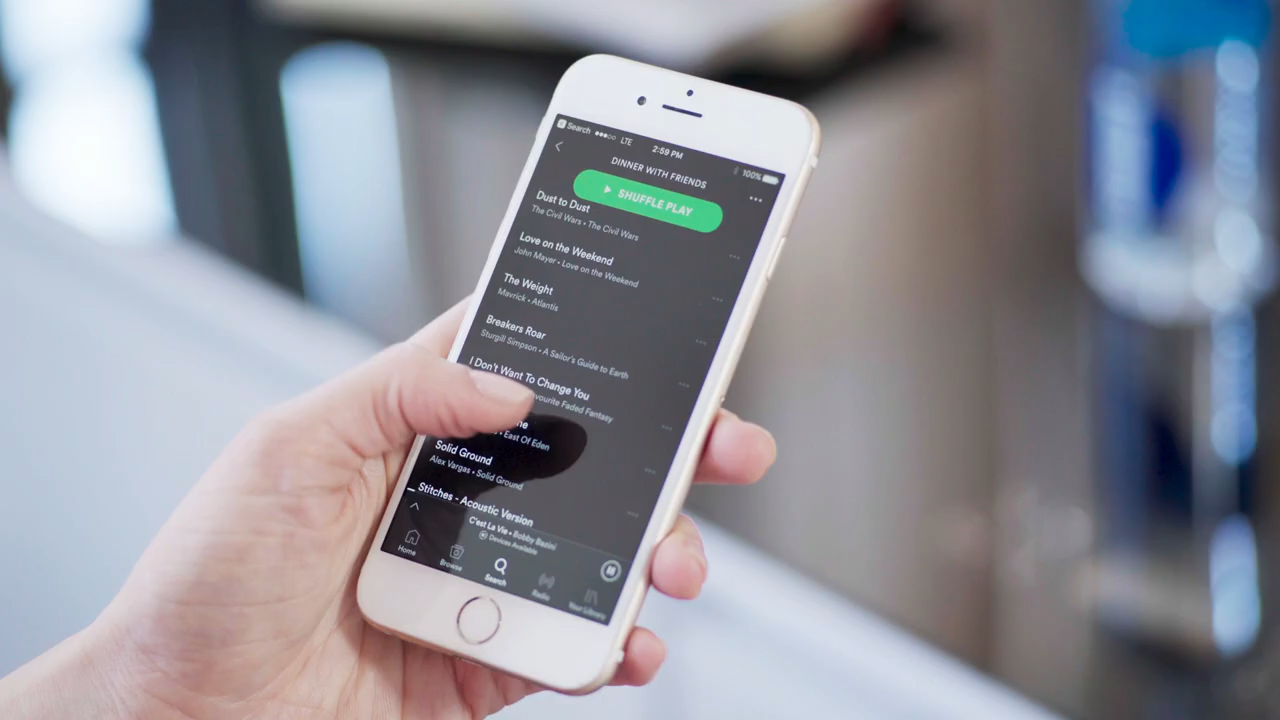 Search LTE 2:59 PM 100%
DINNER WITH FRIENDS
SHUFFLE PLAY
Dust to Dust
The Civil Wars • The Civil Wars
Love on the Weekend
John Mayer • Love on the Weekend
The Weight
Mavrick • Atlantis
Breakers Roar
Sturgill Simpson • A Sailor's Guide to Earth
I Don't Want To Change You
avourite Faded Fantasy
ne
• East Of Eden
Solid Ground
Alex Vargas • Solid Ground
Stitches - Acoustic Version
C'est La Vie • Bobby Bazini
Devices Available
Home Browse Search Radio Your Library